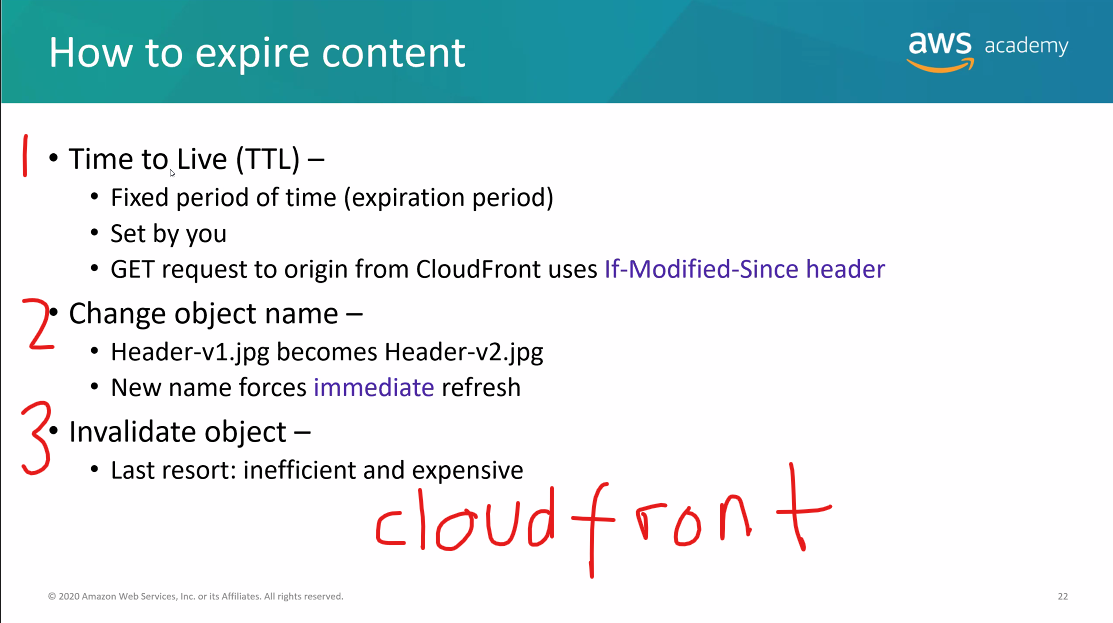 How to expire content
aws academy
1 • Time to Live (TTL) –
• Fixed period of time (expiration period)
• Set by you
• GET request to origin from CloudFront uses If-Modified-Since header
2 • Change object name –
• Header-v1.jpg becomes Header-v2.jpg
• New name forces immediate refresh
3 • Invalidate object –
• Last resort: inefficient and expensive
cloudfront
© 2020 Amazon Web Services, Inc. or its Affiliates. All rights reserved.
22